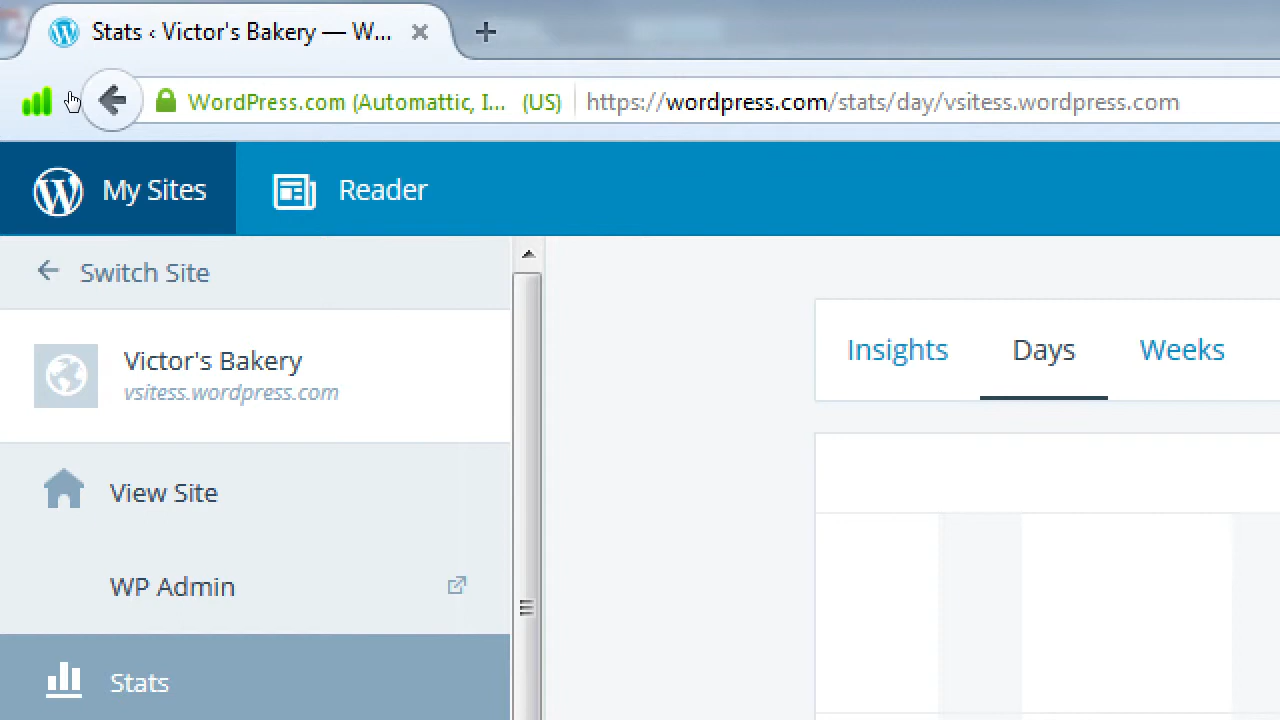 Stats ‹ Victor's Bakery — W...
WordPress.com (Automattic, I... (US) https://wordpress.com/stats/day/vsitess.wordpress.com
My Sites Reader
Switch Site
Victor's Bakery
vsitess.wordpress.com
Insights Days Weeks
View Site
WP Admin
Stats